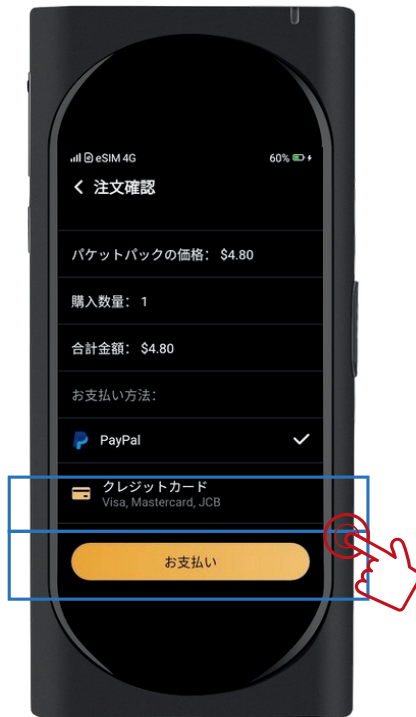 eSIM 4G 60%
注文確認
パケットパックの価格: $4.80
購入数量: 1
合計金額: $4.80
お支払い方法:
PayPal
クレジットカード
Visa, Mastercard, JCB
お支払い